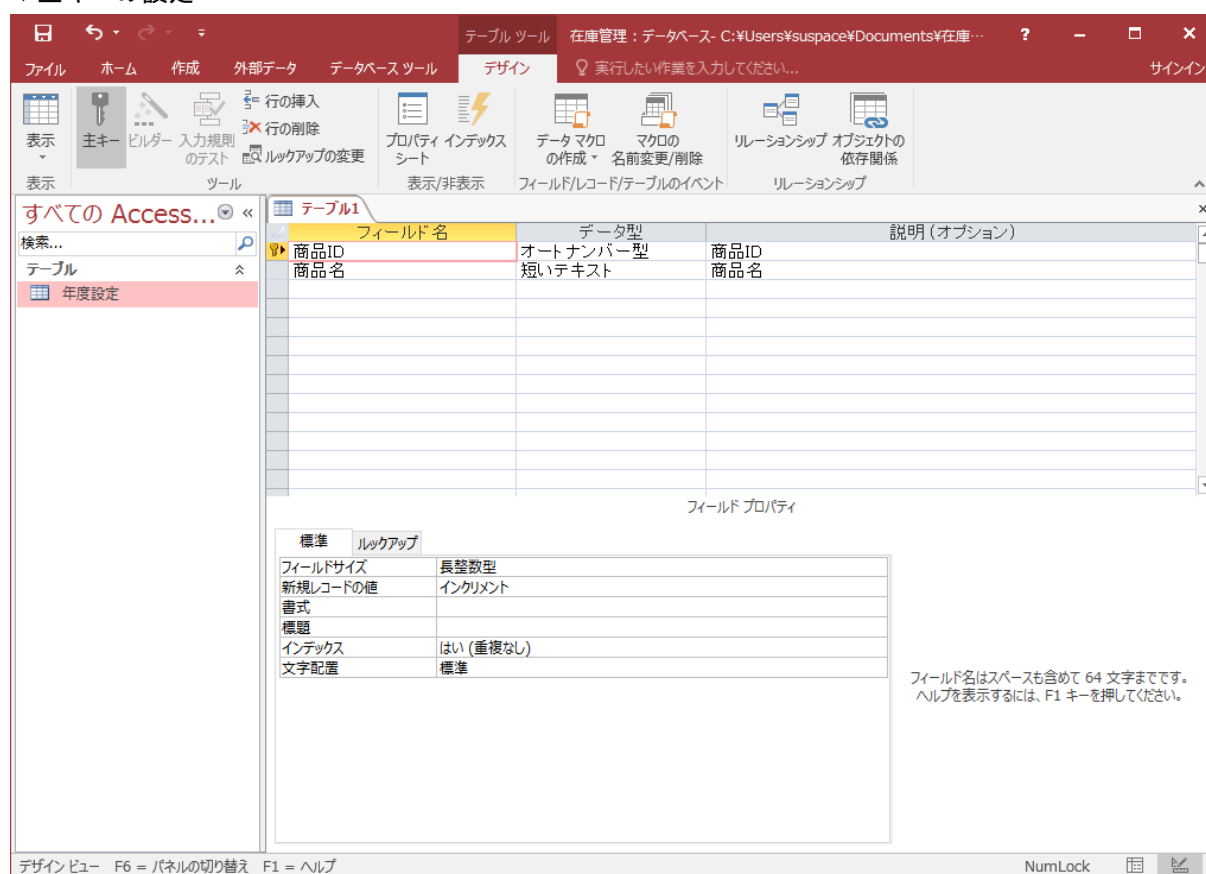 テーブル ツール 在庫管理：データベース- C:¥Users¥suspace¥Documents¥在庫… ?
ファイル ホーム 作成 外部データ データベース ツール デザイン 実行したい作業を入力してください... サインイン
表示 主キー ビルダー 入力規則のテスト 行の挿入 行の削除 ルックアップの変更 プロパティ シート インデックス データ マクロの作成 マクロの名前変更/削除 リレーションシップ オブジェクトの依存関係
表示 ツール 表示/非表示 フィールド/レコード/テーブルのイベント リレーションシップ
すべての Access... «
検索...
テーブル
年度設定
テーブル1
フィールド名 データ型 説明 (オプション)
商品ID オートナンバー型 商品ID
商品名 短いテキスト 商品名
フィールド プロパティ
標準 ルックアップ
フィールドサイズ 長整数型
新規レコードの値 インクリメント
書式
標題
インデックス はい (重複なし)
文字配置 標準
フィールド名はスペースも含めて 64 文字までです。
ヘルプを表示するには、F1 キーを押してください。
デザイン ビュー F6 = パネルの切り替え F1 = ヘルプ NumLock